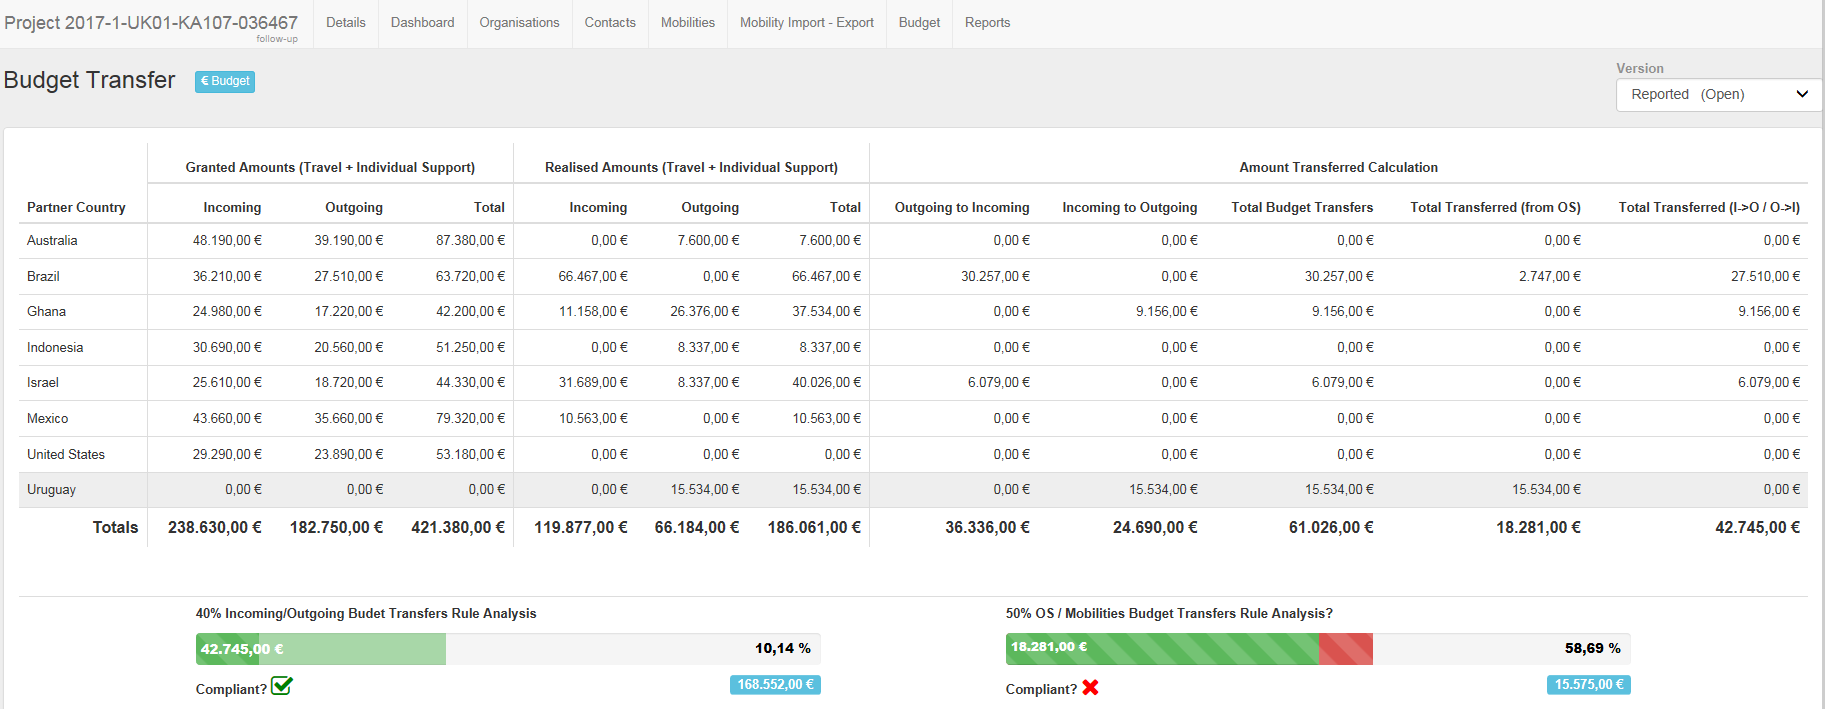 Project 2017-1-UK01-KA107-036467 Details Dashboard Organisations Contacts Mobilities Mobility Import - Export Budget Reports
follow-up
Budget Transfer € Budget
Version
Reported (Open)
Granted Amounts (Travel + Individual Support) Realised Amounts (Travel + Individual Support) Amount Transferred Calculation
Partner Country Incoming Outgoing Total Incoming Outgoing Total Outgoing to Incoming Incoming to Outgoing Total Budget Transfers Total Transferred (from OS) Total Transferred (I->O / O->I)
Australia 48.190,00 € 39.190,00 € 87.380,00 € 0,00 € 7.600,00 € 7.600,00 € 0,00 € 0,00 € 0,00 € 0,00 € 0,00 €
Brazil 36.210,00 € 27.510,00 € 63.720,00 € 66.467,00 € 0,00 € 66.467,00 € 30.257,00 € 0,00 € 30.257,00 € 2.747,00 € 27.510,00 €
Ghana 24.980,00 € 17.220,00 € 42.200,00 € 11.158,00 € 26.376,00 € 37.534,00 € 0,00 € 9.156,00 € 9.156,00 € 0,00 € 9.156,00 €
Indonesia 30.690,00 € 20.560,00 € 51.250,00 € 0,00 € 8.337,00 € 8.337,00 € 0,00 € 0,00 € 0,00 € 0,00 € 0,00 €
Israel 25.610,00 € 18.720,00 € 44.330,00 € 31.689,00 € 8.337,00 € 40.026,00 € 6.079,00 € 0,00 € 6.079,00 € 0,00 € 6.079,00 €
Mexico 43.660,00 € 35.660,00 € 79.320,00 € 10.563,00 € 0,00 € 10.563,00 € 0,00 € 0,00 € 0,00 € 0,00 € 0,00 €
United States 29.290,00 € 23.890,00 € 53.180,00 € 0,00 € 0,00 € 0,00 € 0,00 € 0,00 € 0,00 € 0,00 € 0,00 €
Uruguay 0,00 € 0,00 € 0,00 € 0,00 € 15.534,00 € 15.534,00 € 0,00 € 15.534,00 € 15.534,00 € 15.534,00 € 0,00 €
Totals 238.630,00 € 182.750,00 € 421.380,00 € 119.877,00 € 66.184,00 € 186.061,00 € 36.336,00 € 24.690,00 € 61.026,00 € 18.281,00 € 42.745,00 €
40% Incoming/Outgoing Budet Transfers Rule Analysis 50% OS / Mobilities Budget Transfers Rule Analysis?
42.745,00 € 10,14 % 18.281,00 € 58,69 %
Compliant? 168.552,00 € Compliant? 15.575,00 €